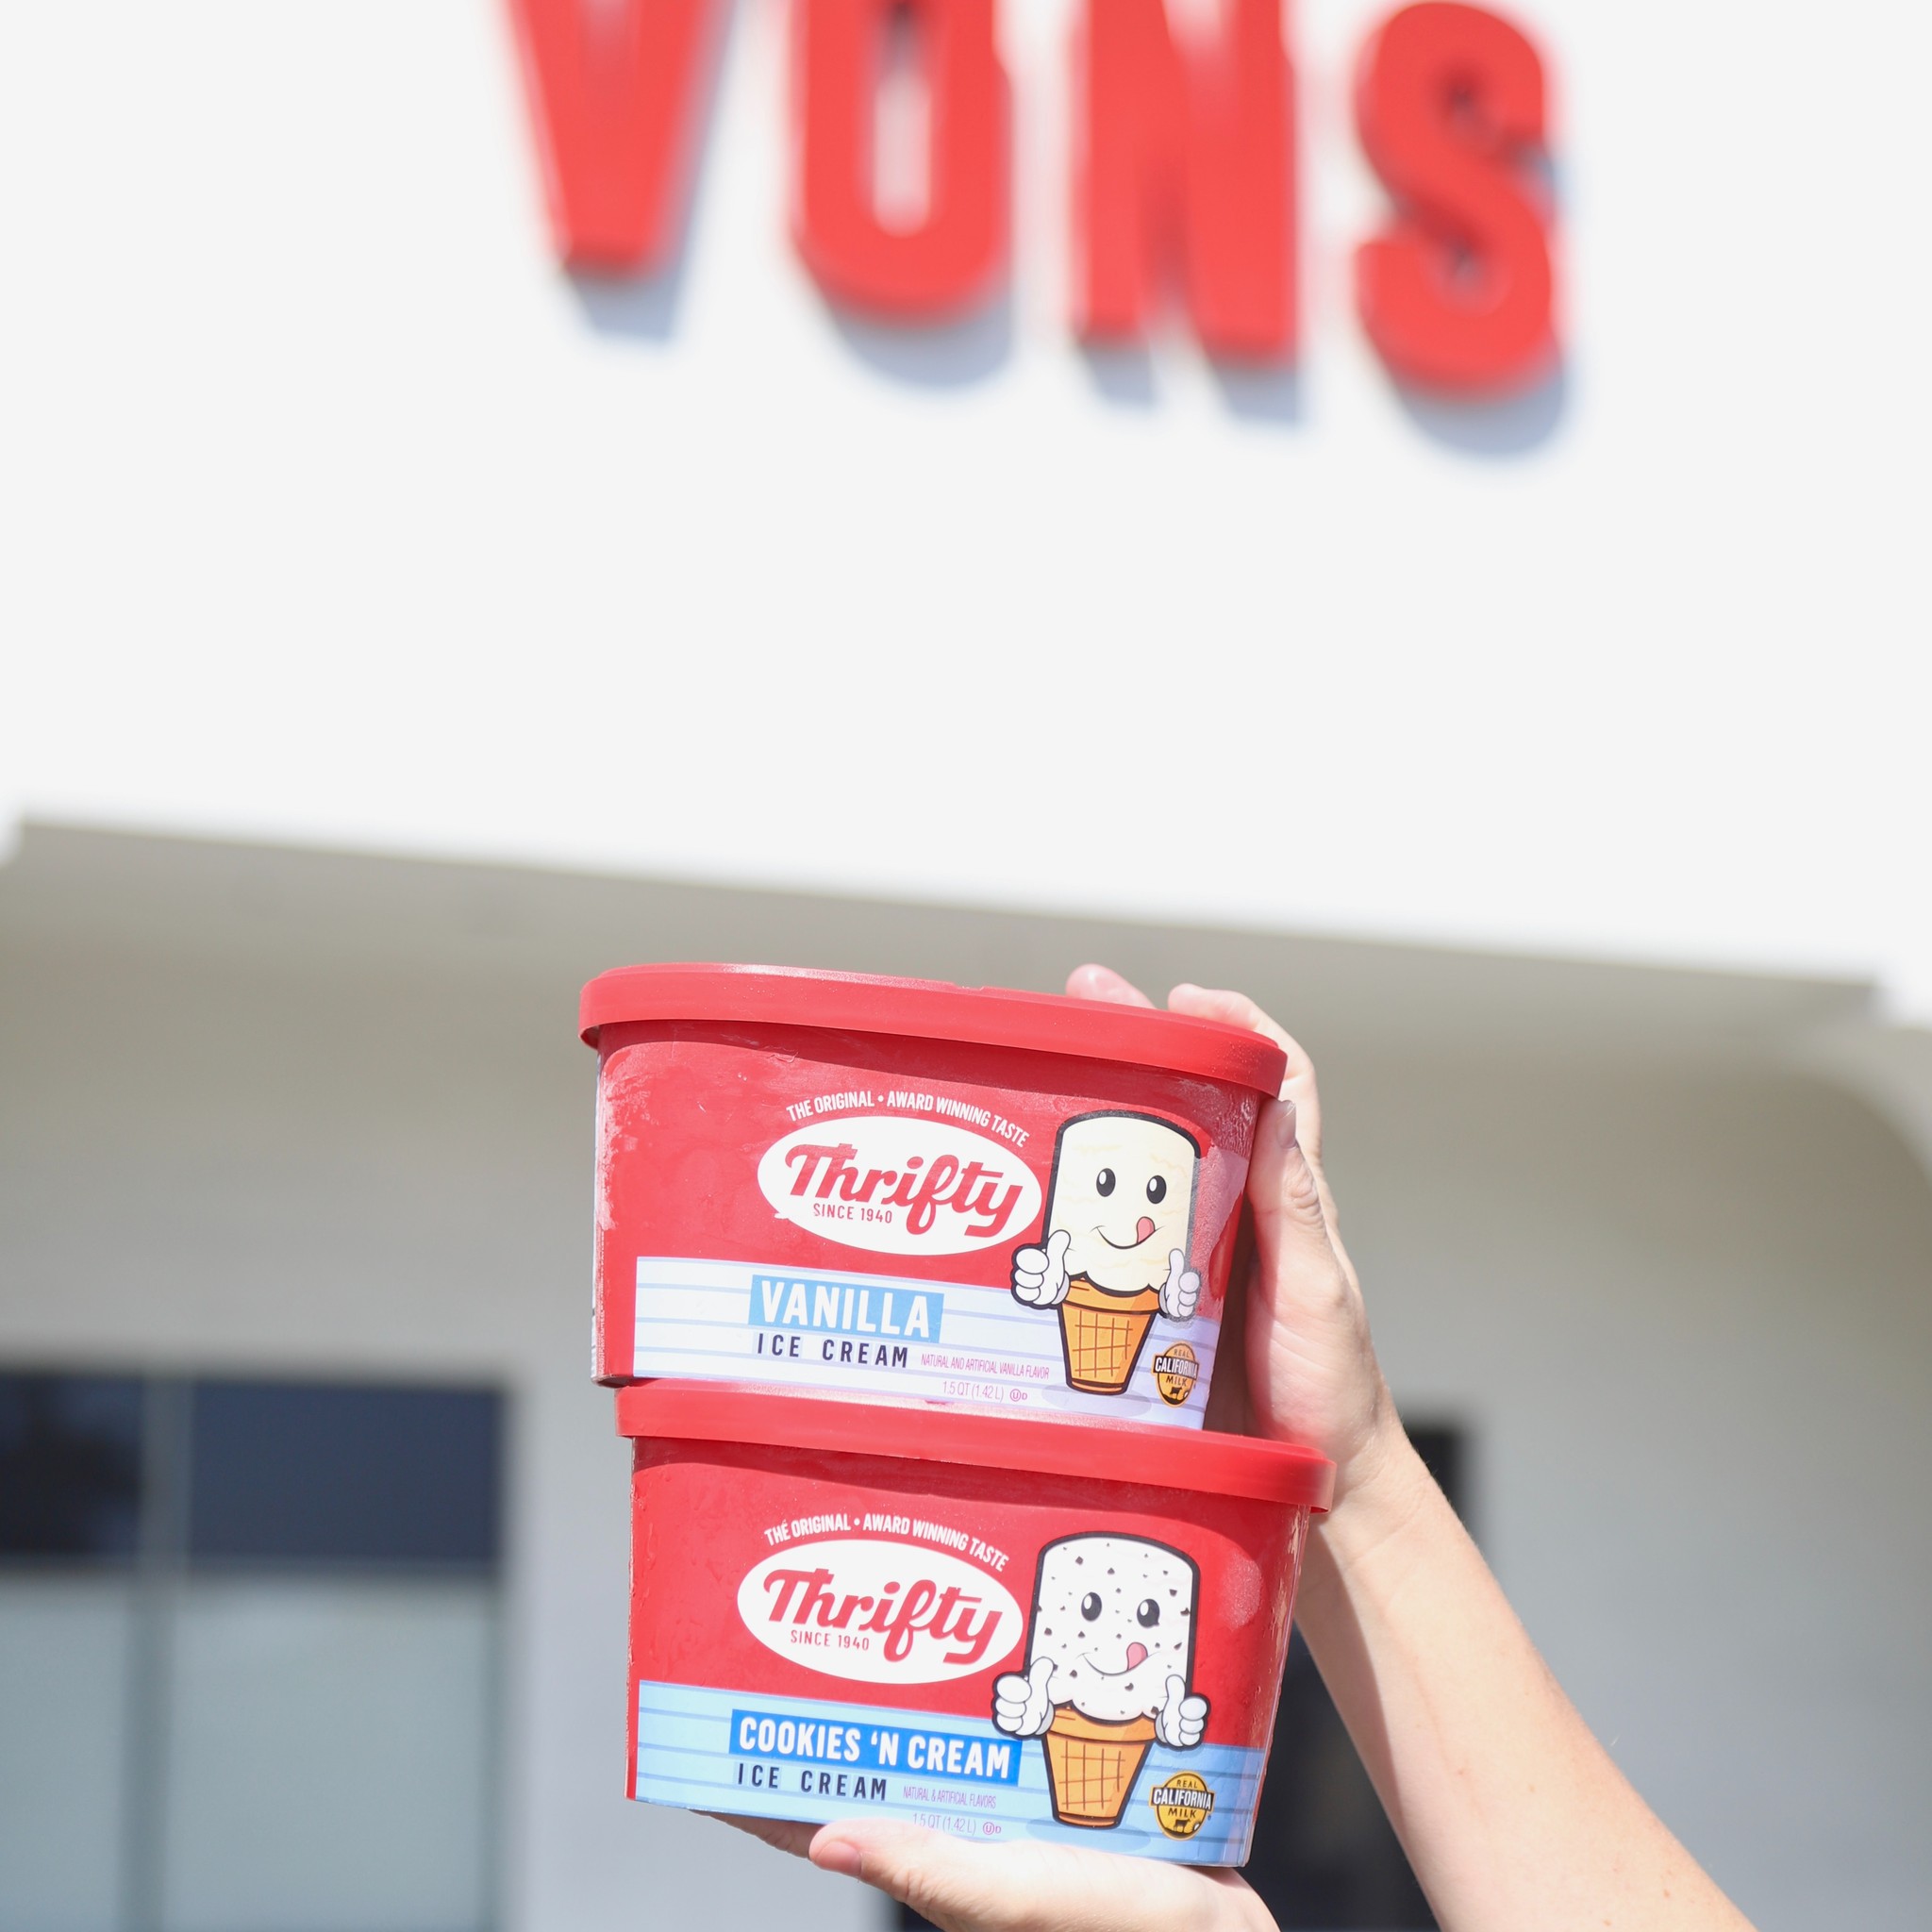 VONS
THE ORIGINAL • AWARD WINNING TASTE
Thrifty
SINCE 1940
VANILLA
ICE CREAM
NATURAL AND ARTIFICIAL VANILLA FLAVOR
1.5 QT (1.42 L) UD
REAL
CALIFORNIA
MILK
THE ORIGINAL • AWARD WINNING TASTE
Thrifty
SINCE 1940
COOKIES ‘N CREAM
ICE CREAM
NATURAL & ARTIFICIAL FLAVORS
1.5 QT (1.42 L) UD
REAL
CALIFORNIA
MILK